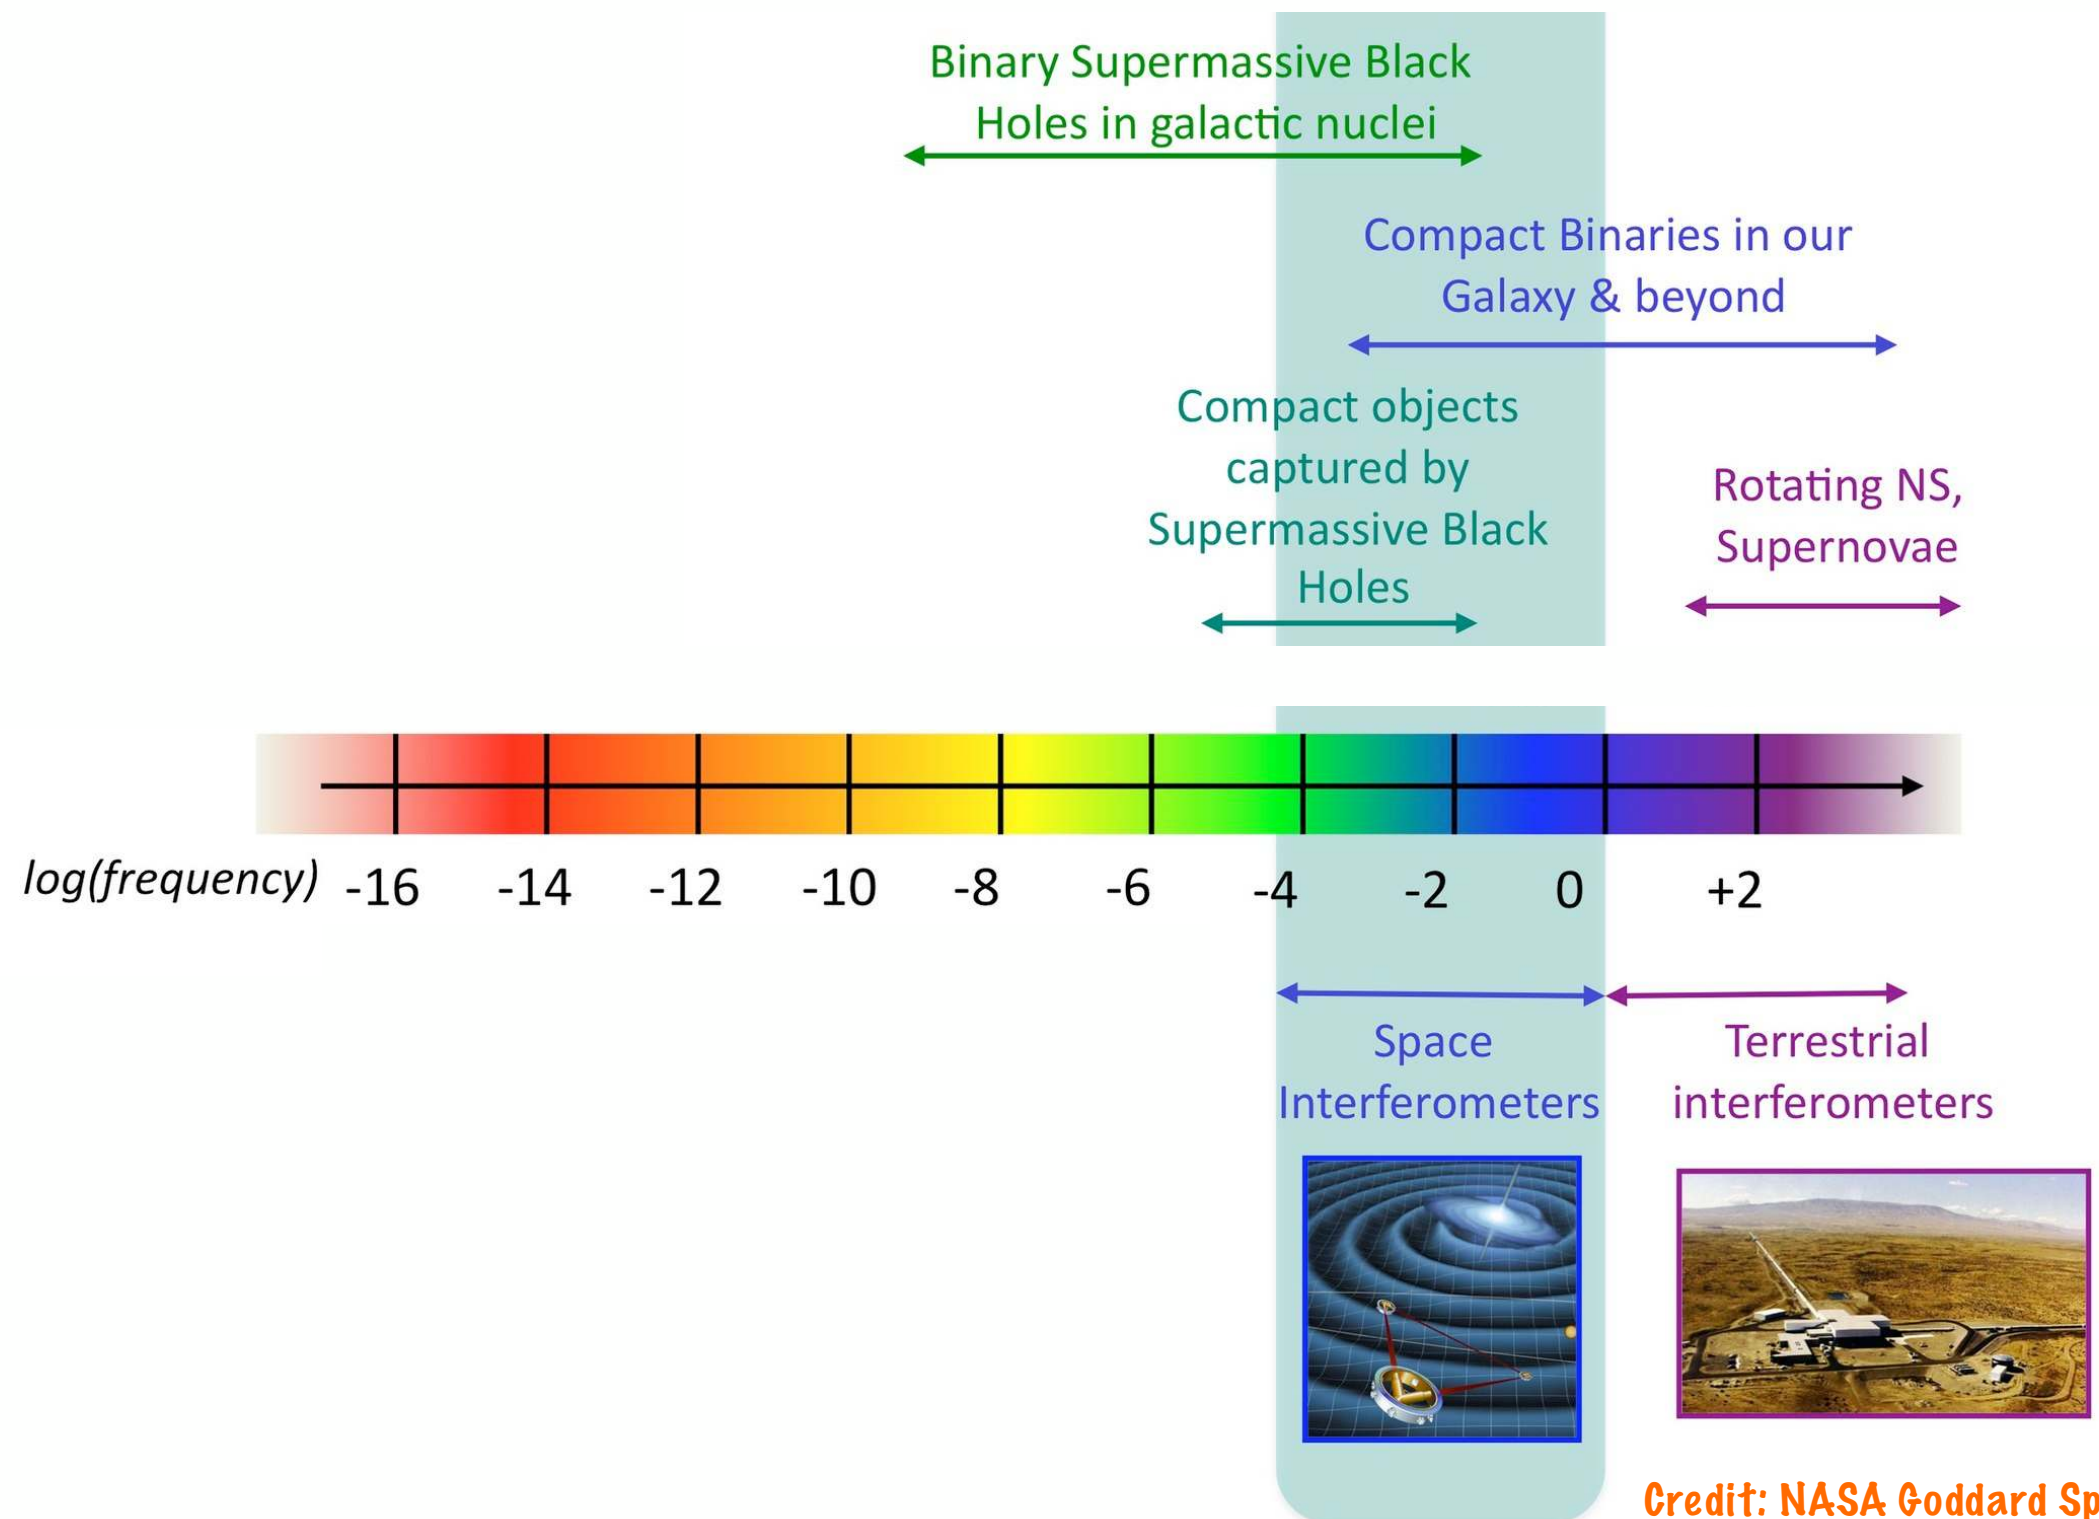 Binary Supermassive Black
Holes in galactic nuclei
Compact Binaries in our
Galaxy & beyond
Compact objects
captured by
Supermassive Black
Holes
Rotating NS,
Supernovae
log(frequency) -16 -14 -12 -10 -8 -6 -4 -2 0 +2
Space
Interferometers
Terrestrial
interferometers
Credit: NASA Goddard Sp